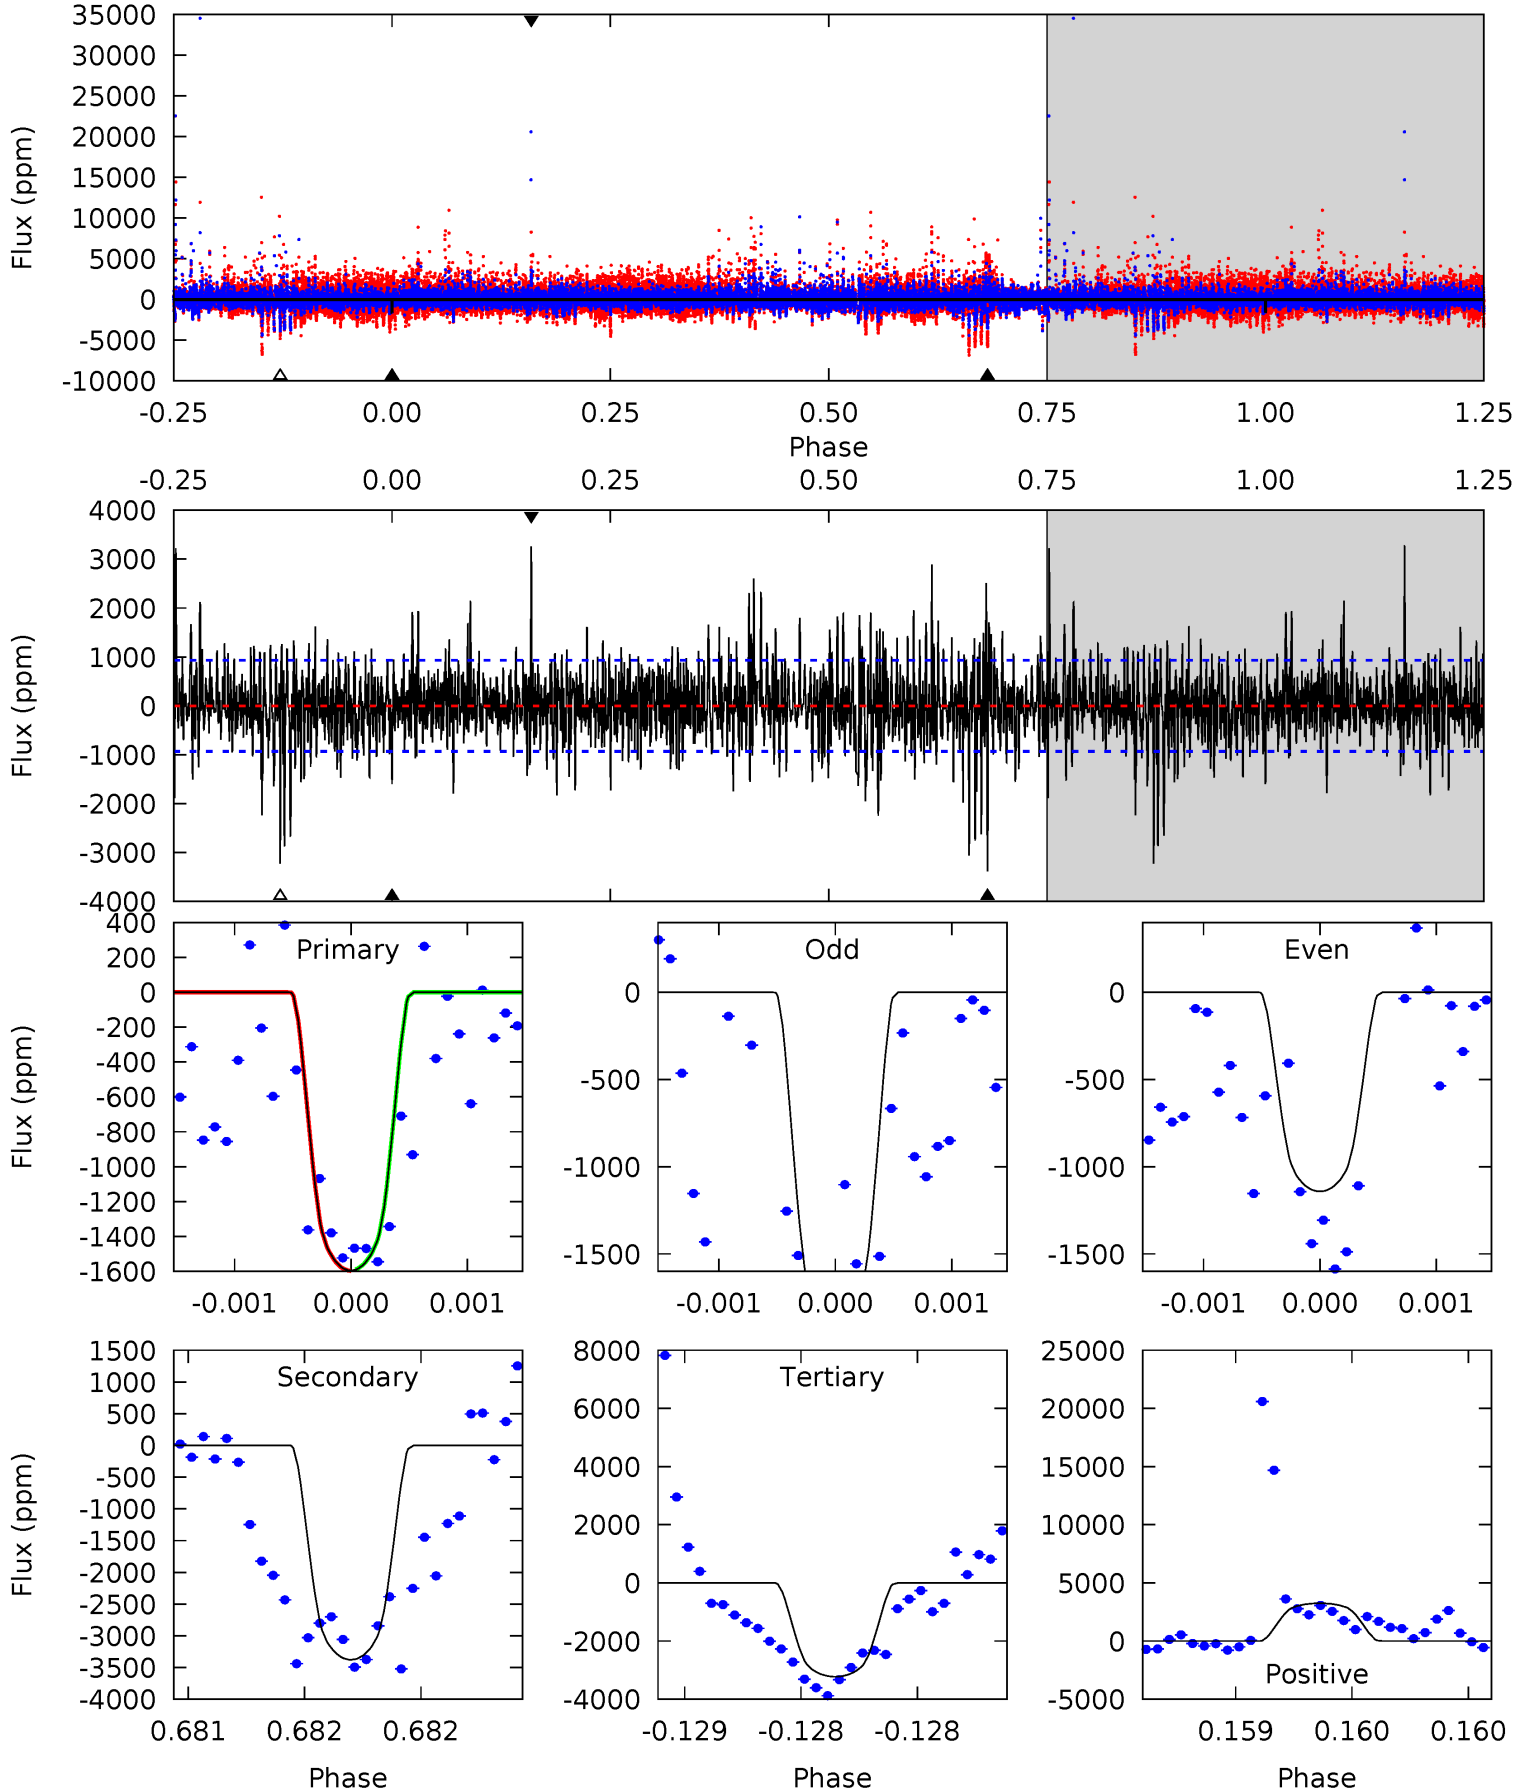 35000
30000
25000
20000
15000
10000
5000
0
-5000
-10000
Flux (ppm)
-0.25 0.00 0.25 0.50 0.75 1.00 1.25
Phase
-0.25 0.00 0.25 0.50 0.75 1.00 1.25
4000
3000
2000
1000
0
-1000
-2000
-3000
-4000
Flux (ppm)
Primary
400
200
0
-200
-400
-600
-800
-1000
-1200
-1400
-1600
Flux (ppm)
-0.001 0.000 0.001
Odd
0
-500
-1000
-1500
-0.001 0.000 0.001
Even
0
-500
-1000
-1500
-0.001 0.000 0.001
Secondary
1500
1000
500
0
-500
-1000
-1500
-2000
-2500
-3000
-3500
-4000
Flux (ppm)
0.681 0.682 0.682
Phase
Tertiary
8000
6000
4000
2000
0
-2000
-4000
-0.129 -0.128 -0.128
Phase
25000
20000
15000
10000
5000
0
-5000
Positive
0.159 0.160 0.160
Phase